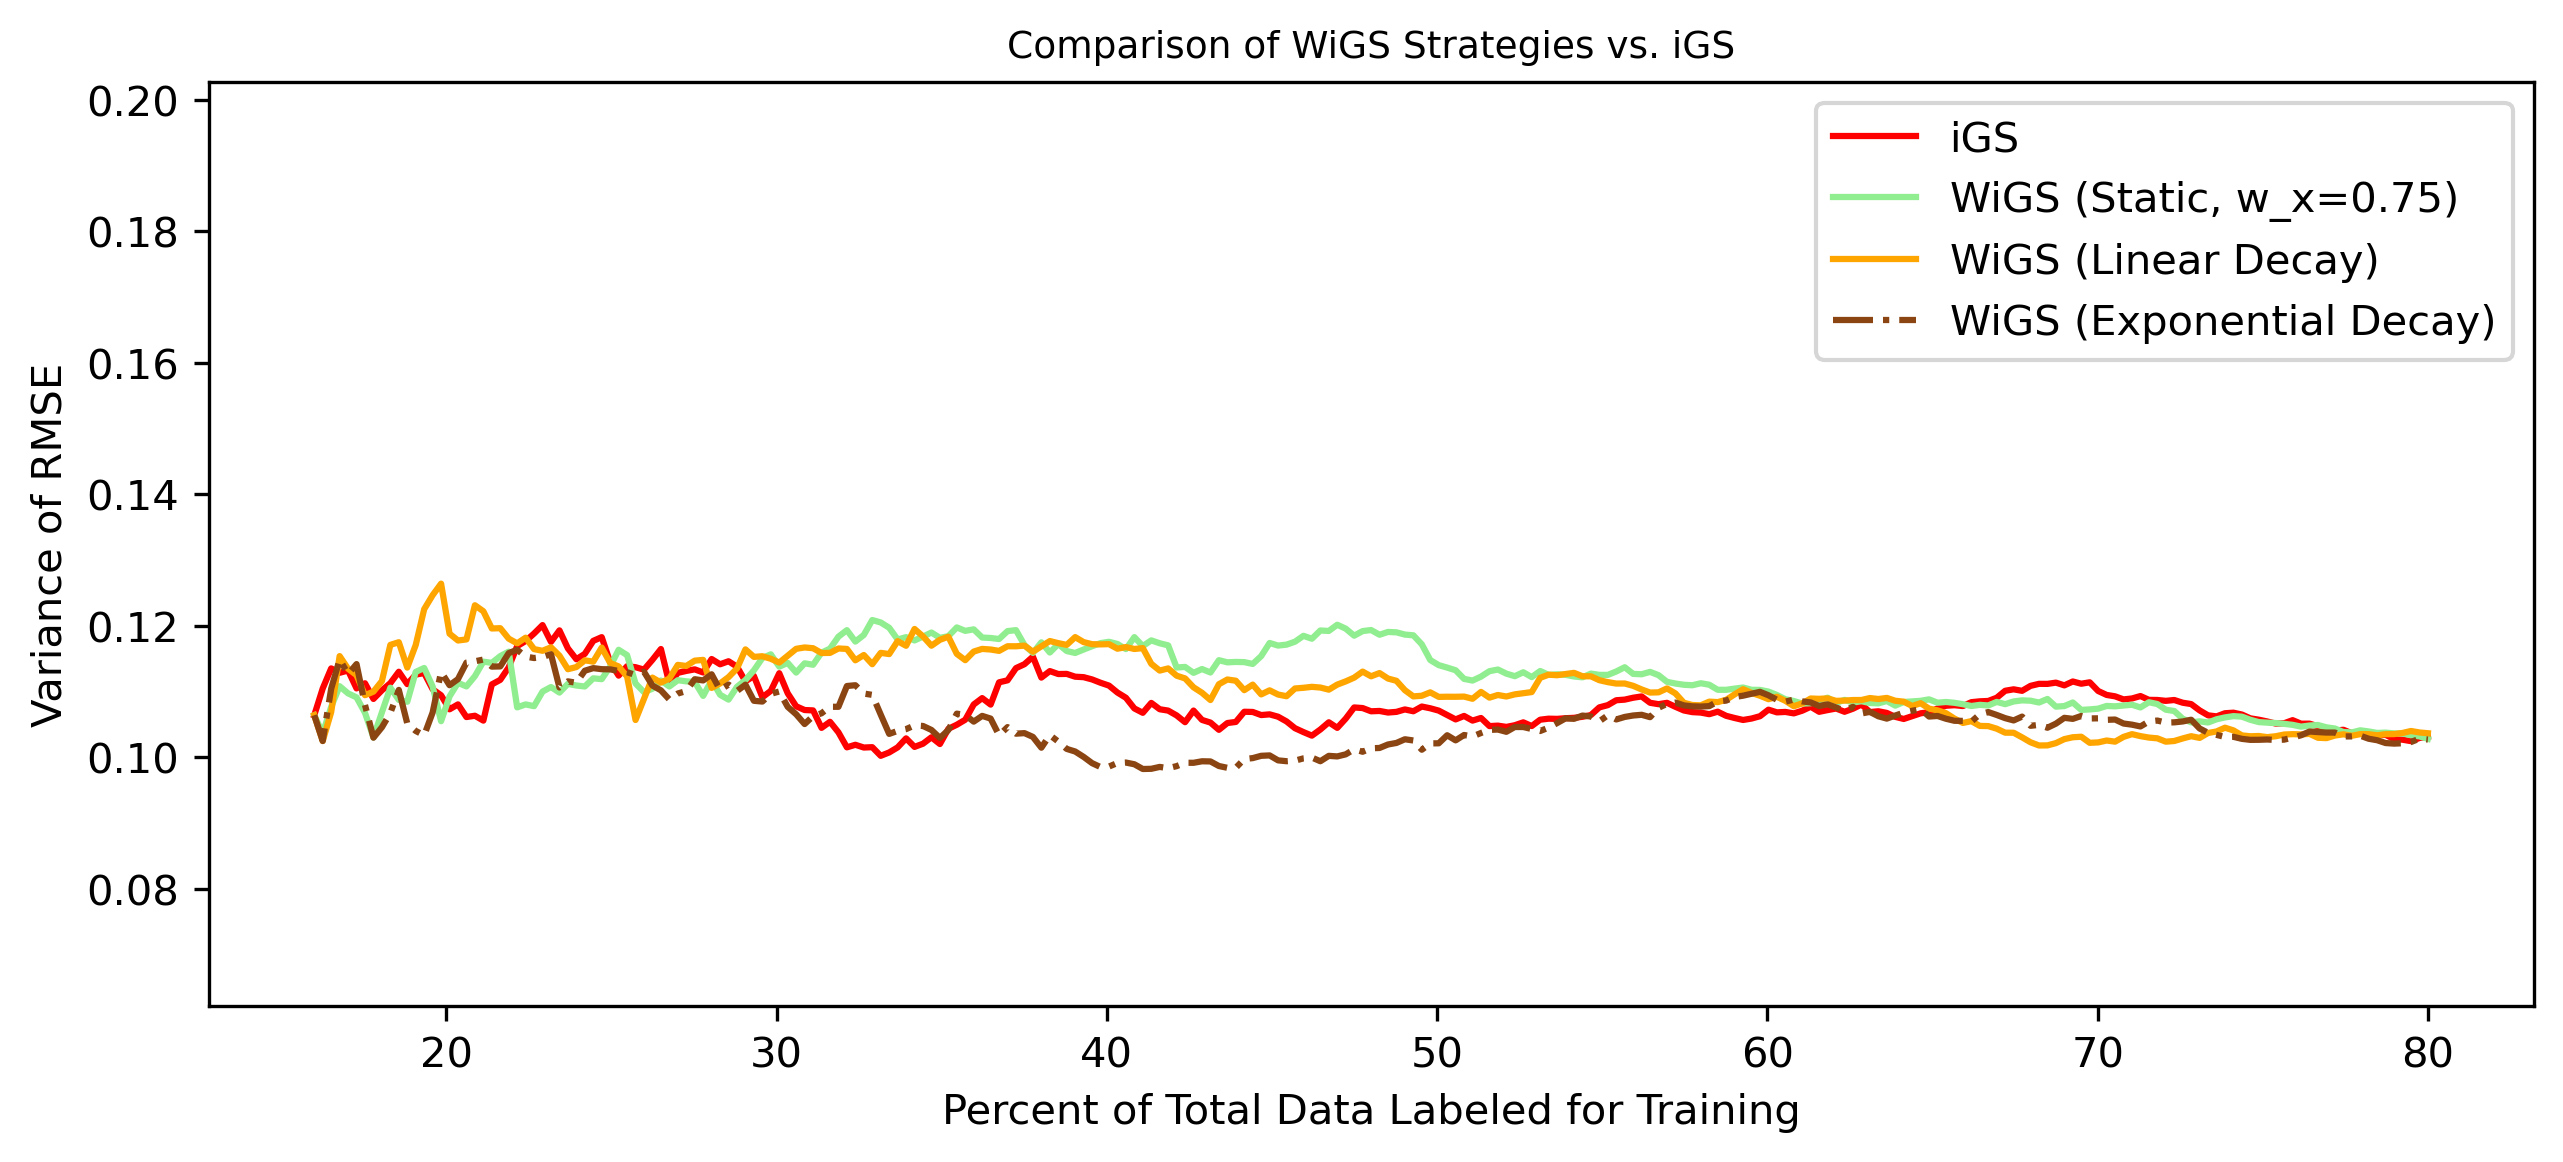 Comparison of WiGS Strategies vs. iGS
0.20
0.18
0.16
0.14
0.12
0.10
0.08
Variance of RMSE
iGS
WiGS (Static, w_x=0.75)
WiGS (Linear Decay)
WiGS (Exponential Decay)
20 30 40 50 60 70 80
Percent of Total Data Labeled for Training